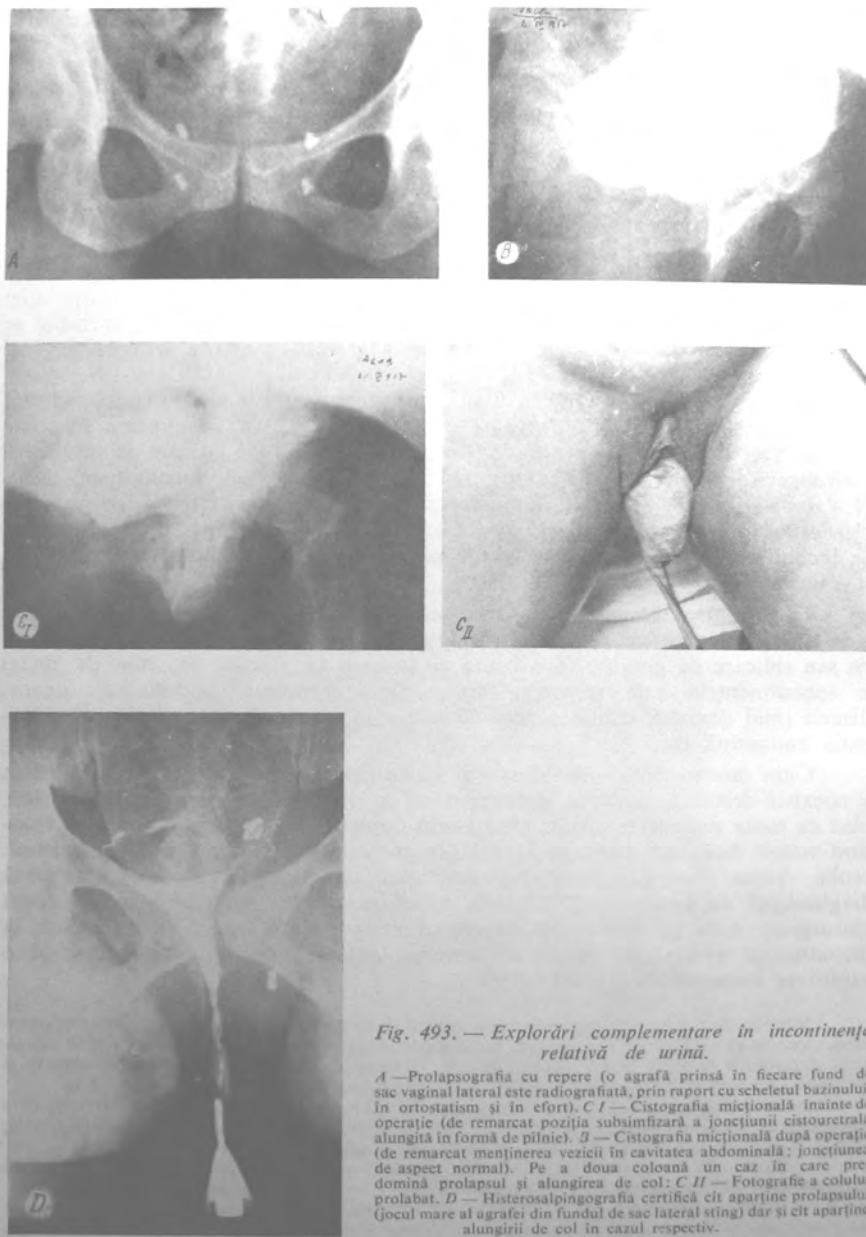 A
B
C I
C II
D
Fig. 493. — Explorări complementare în incontinența
relativă de urină.
A — Prolapsografia cu repere (o agrafă prinsă în fiecare fund de
sac vaginal lateral este radiografiată, prin raport cu scheletul bazinului
în ortostatism și în efort). C I — Cistografia micțională înainte de
operație (de remarcat poziția subsimfizară a joncțiunii cistouretrale
alungită în formă de pîlnie). B — Cistografia micțională după operație
(de remarcat menținerea vezicii în cavitatea abdominală; joncțiunea
de aspect normal). Pe a doua coloană un caz în care pre-
domină prolapsul și alungirea de col: C II — Fotografie a colului
prolabat. D — Histerosalpingografia certifică cît aparține prolapsului
(jocul mare al agrafei din fundul de sac lateral stîng) dar și cît aparține
alungirii de col în cazul respectiv.